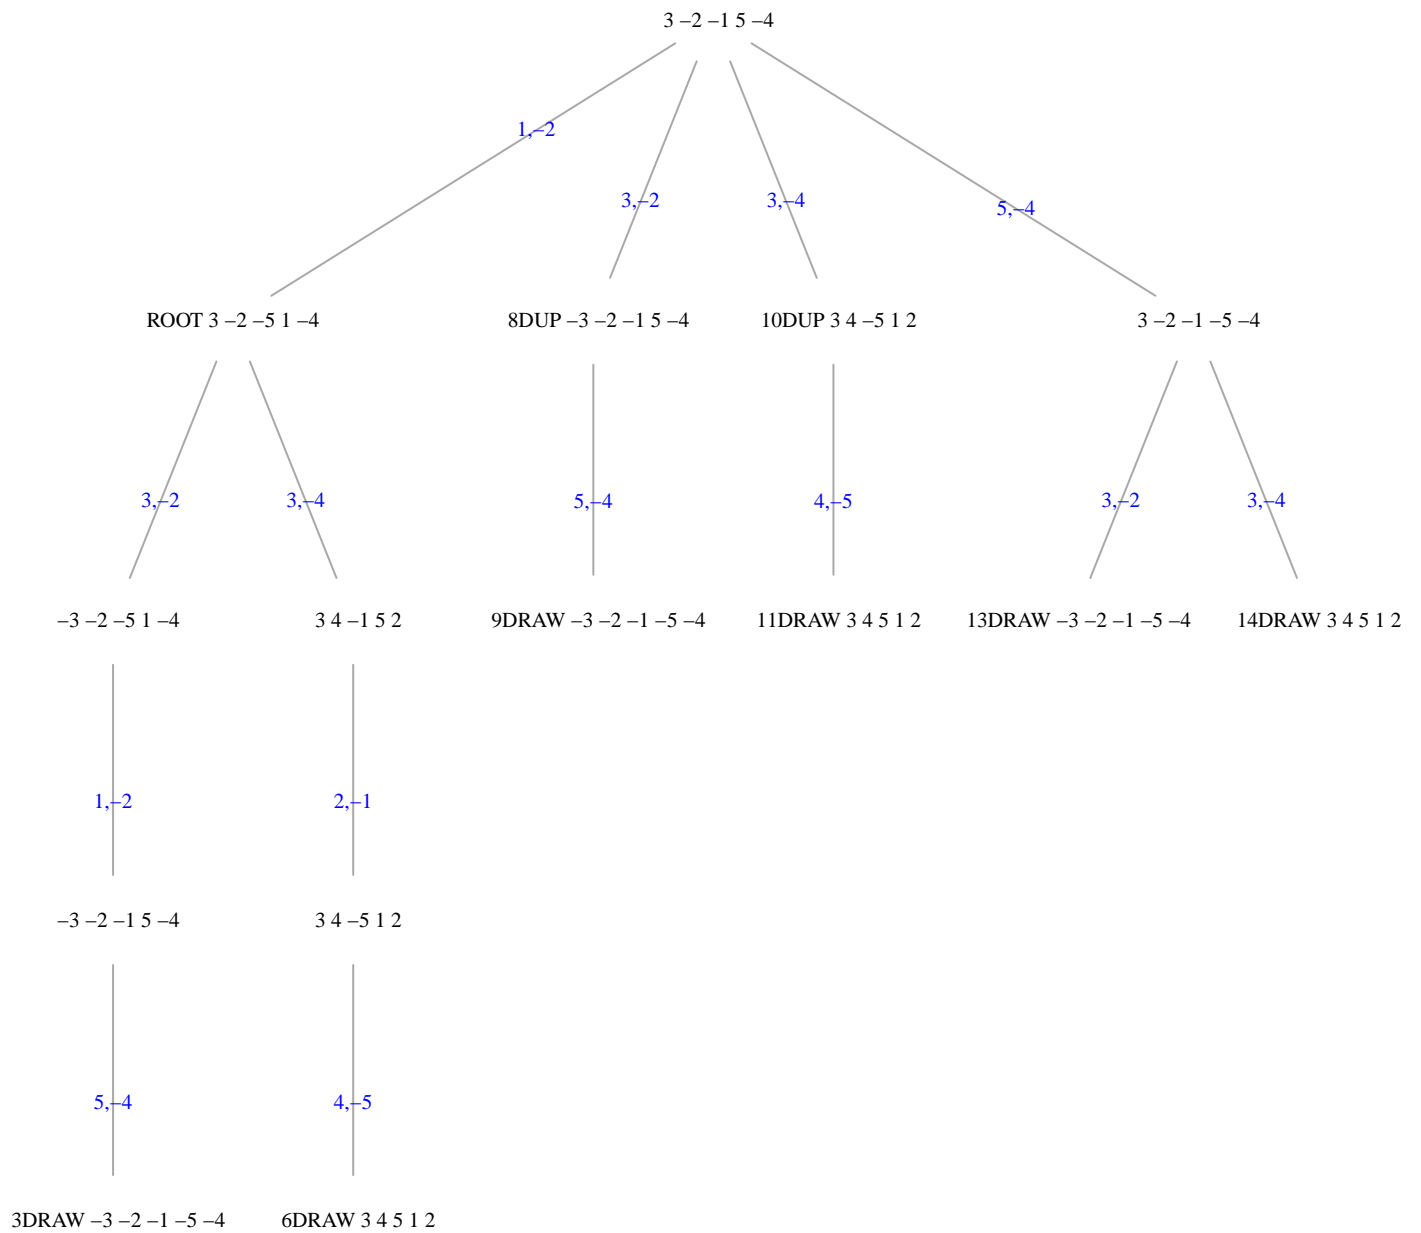 3 –2 –1 5 –4
1,–2
3,–2
3,–4
5,–4
ROOT 3 –2 –5 1 –4
8DUP –3 –2 –1 5 –4
10DUP 3 4 –5 1 2
3 –2 –1 –5 –4
3,–2
3,–4
5,–4
4,–5
3,–2
3,–4
–3 –2 –5 1 –4
3 4 –1 5 2
9DRAW –3 –2 –1 –5 –4
11DRAW 3 4 5 1 2
13DRAW –3 –2 –1 –5 –4
14DRAW 3 4 5 1 2
1,–2
2,–1
–3 –2 –1 5 –4
3 4 –5 1 2
5,–4
4,–5
3DRAW –3 –2 –1 –5 –4
6DRAW 3 4 5 1 2